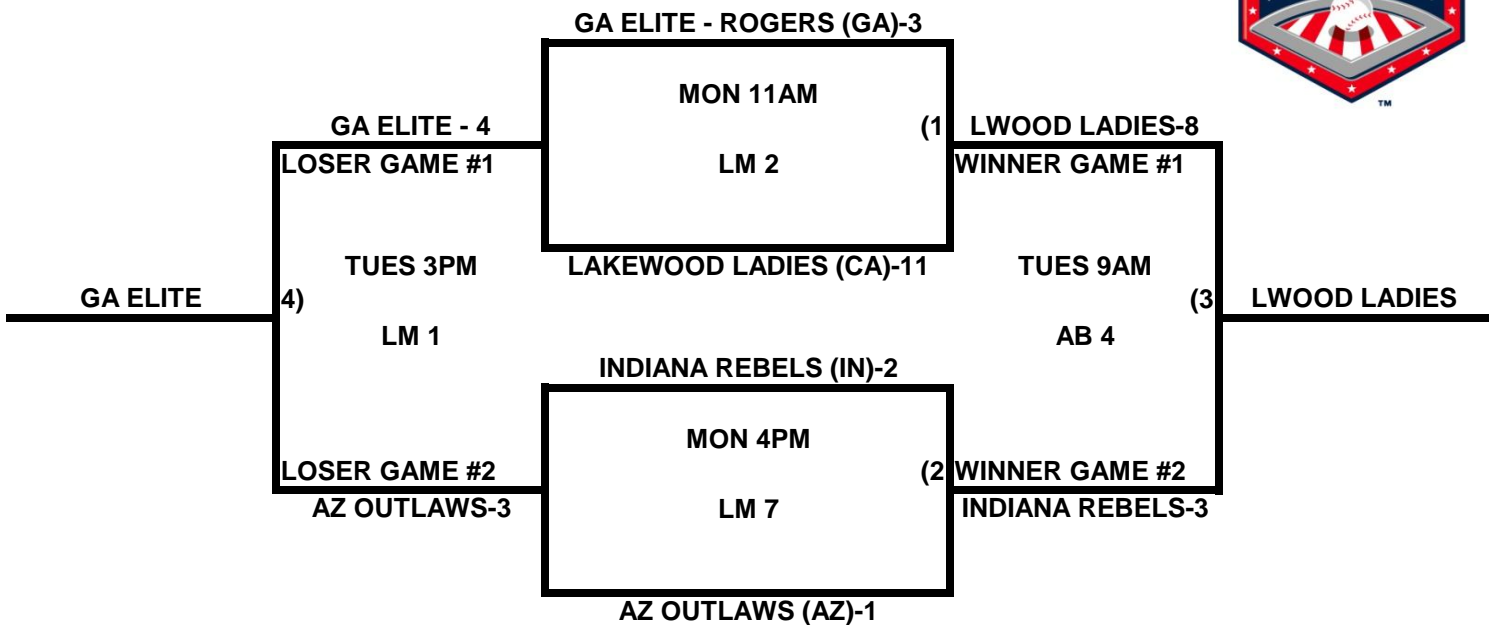 GA ELITE - ROGERS (GA)-3
MON 11AM
TM
GA ELITE - 4
(1
LWOOD LADIES-8
LOSER GAME #1
LM 2
WINNER GAME #1
TUES 3PM
LAKEWOOD LADIES (CA)-11
TUES 9AM
GA ELITE
4)
(3
LWOOD LADIES
LM 1
AB 4
INDIANA REBELS (IN)-2
MON 4PM
LOSER GAME #2
(2
WINNER GAME #2
AZ OUTLAWS-3
LM 7
INDIANA REBELS-3
AZ OUTLAWS (AZ)-1